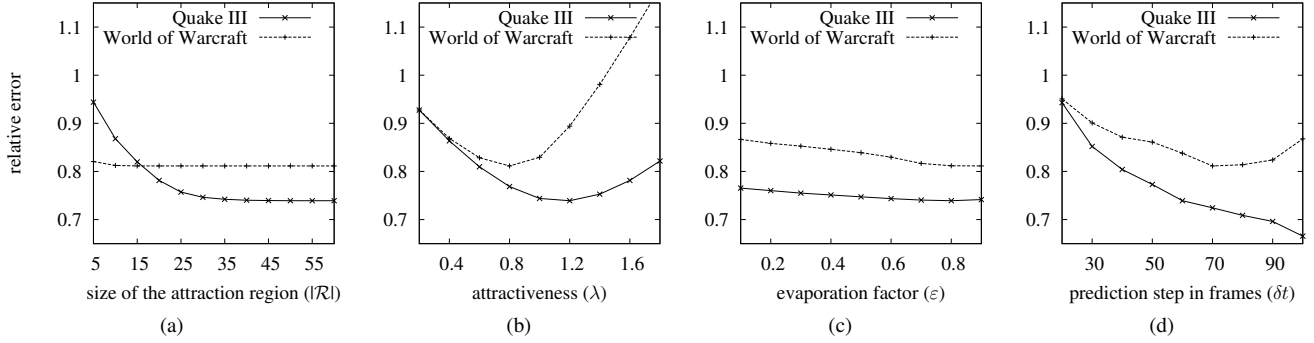 relative error
1.1
1
0.9
0.8
0.7
5 15 25 35 45 55
size of the attraction region (|R|)
Quake III
World of Warcraft
(a)
1.1
1
0.9
0.8
0.7
0.4 0.8 1.2 1.6
attractiveness (λ)
Quake III
World of Warcraft
(b)
1.1
1
0.9
0.8
0.7
0.2 0.4 0.6 0.8
evaporation factor (ε)
Quake III
World of Warcraft
(c)
1.1
1
0.9
0.8
0.7
30 50 70 90
prediction step in frames (δt)
Quake III
World of Warcraft
(d)